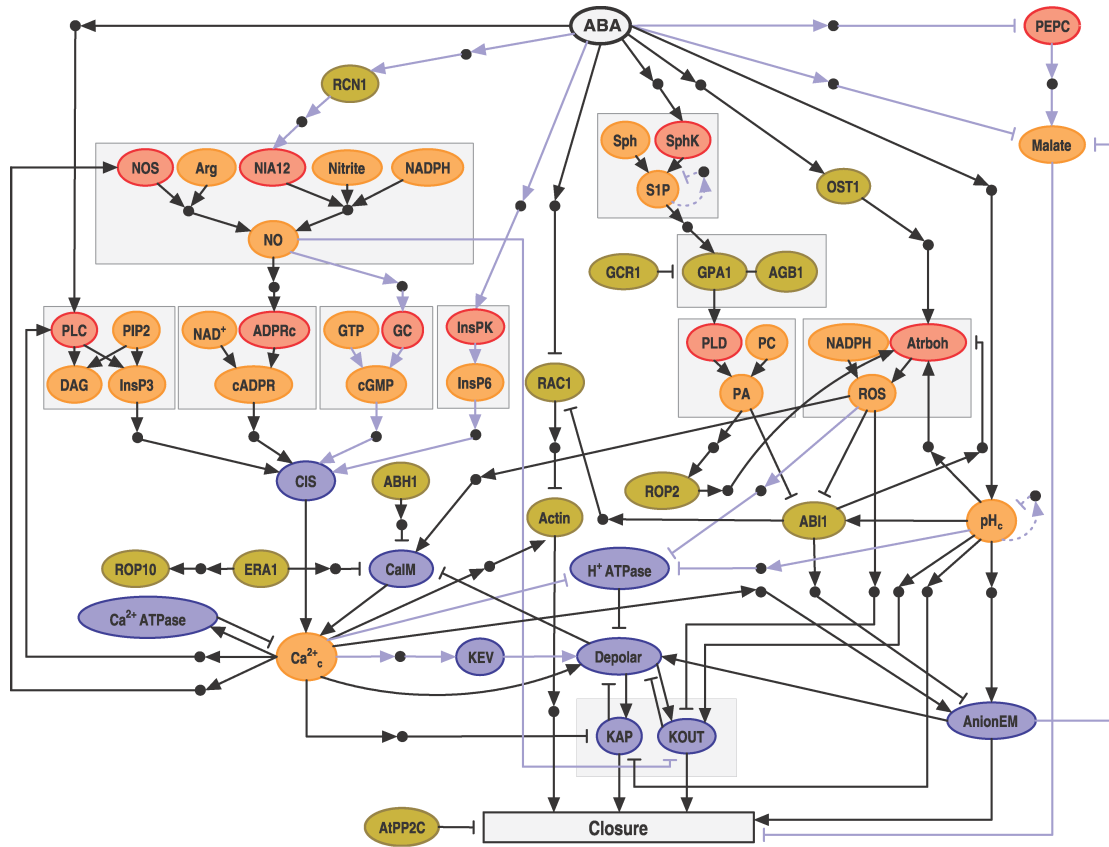 ABA
PEPC
RCN1
Sph
SphK
Malate
NOS
Arg
NIA12
Nitrite
NADPH
S1P
OST1
NO
GCR1
GPA1
AGB1
PLC
PIP2
NAD⁺
ADPRc
GTP
GC
InsPK
PLD
PC
NADPH
Atrboh
DAG
InsP3
cADPR
cGMP
InsP6
RAC1
PA
ROS
CIS
ABH1
ROP2
Actin
ABI1
pHc
ROP10
ERA1
CalM
H⁺ ATPase
Ca²⁺ ATPase
Ca²⁺c
KEV
Depolar
KAP
KOUT
AnionEM
AtPP2C
Closure